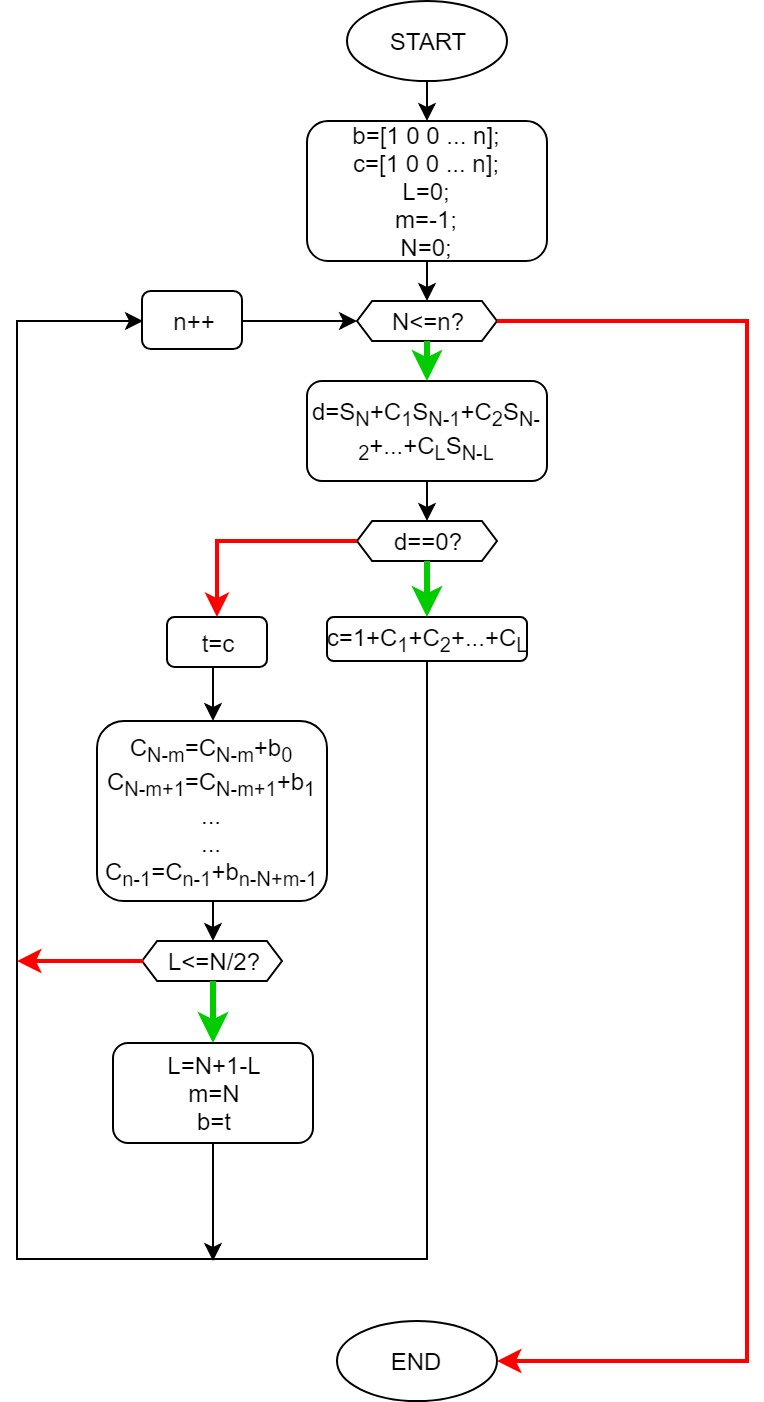 START
b=[1 0 0 ... n];
c=[1 0 0 ... n];
L=0;
m=-1;
N=0;
n++
N<=n?
d=S_N+C_1S_{N-1}+C_2S_{N-
2}+...+C_LS_{N-L}
d==0?
t=c
c=1+C_1+C_2+...+C_L
C_{N-m}=C_{N-m}+b_0
C_{N-m+1}=C_{N-m+1}+b_1
...
...
C_{n-1}=C_{n-1}+b_{n-N+m-1}
L<=N/2?
L=N+1-L
m=N
b=t
END